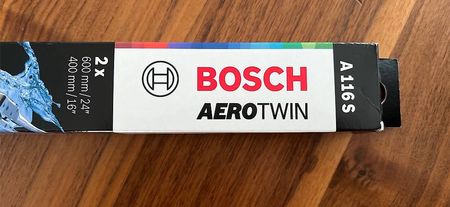 2x
600 mm / 24"
400 mm / 16"
BOSCH
AEROTWIN
A 116 S